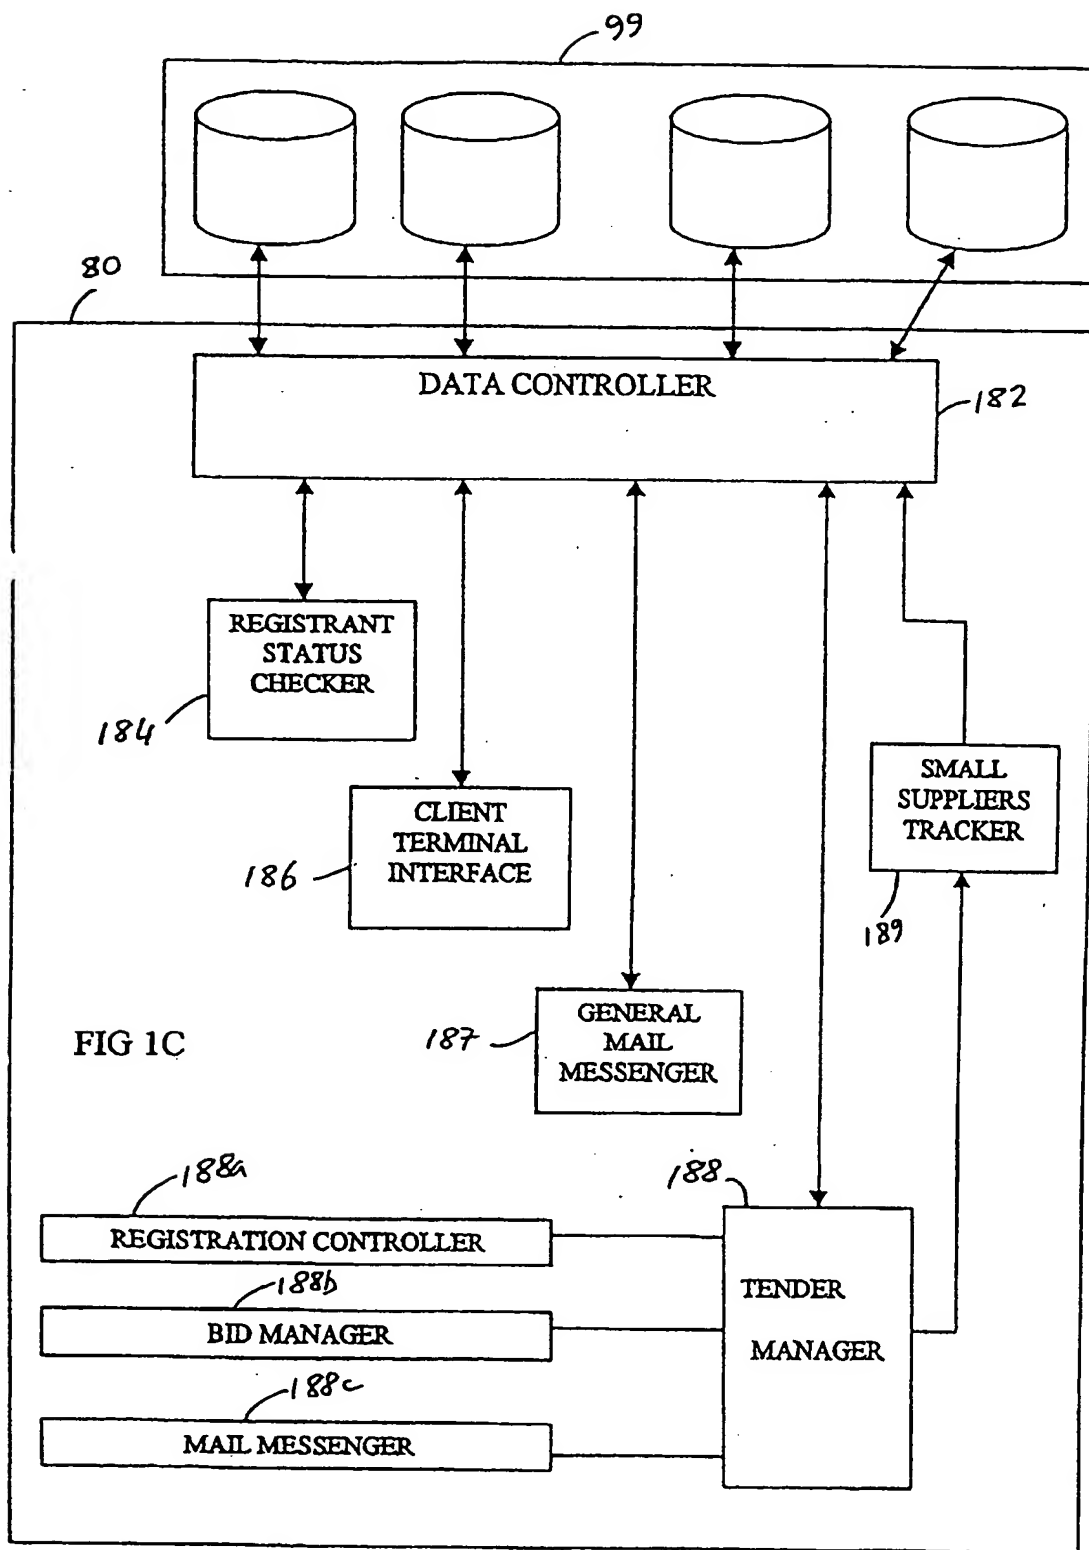 99
80
DATA CONTROLLER
182
REGISTRANT
STATUS
CHECKER
184
SMALL
SUPPLIERS
TRACKER
189
CLIENT
TERMINAL
INTERFACE
186
GENERAL
MAIL
MESSENGER
187
FIG 1C
188a
188
REGISTRATION CONTROLLER
188b
TENDER
MANAGER
BID MANAGER
188c
MAIL MESSENGER